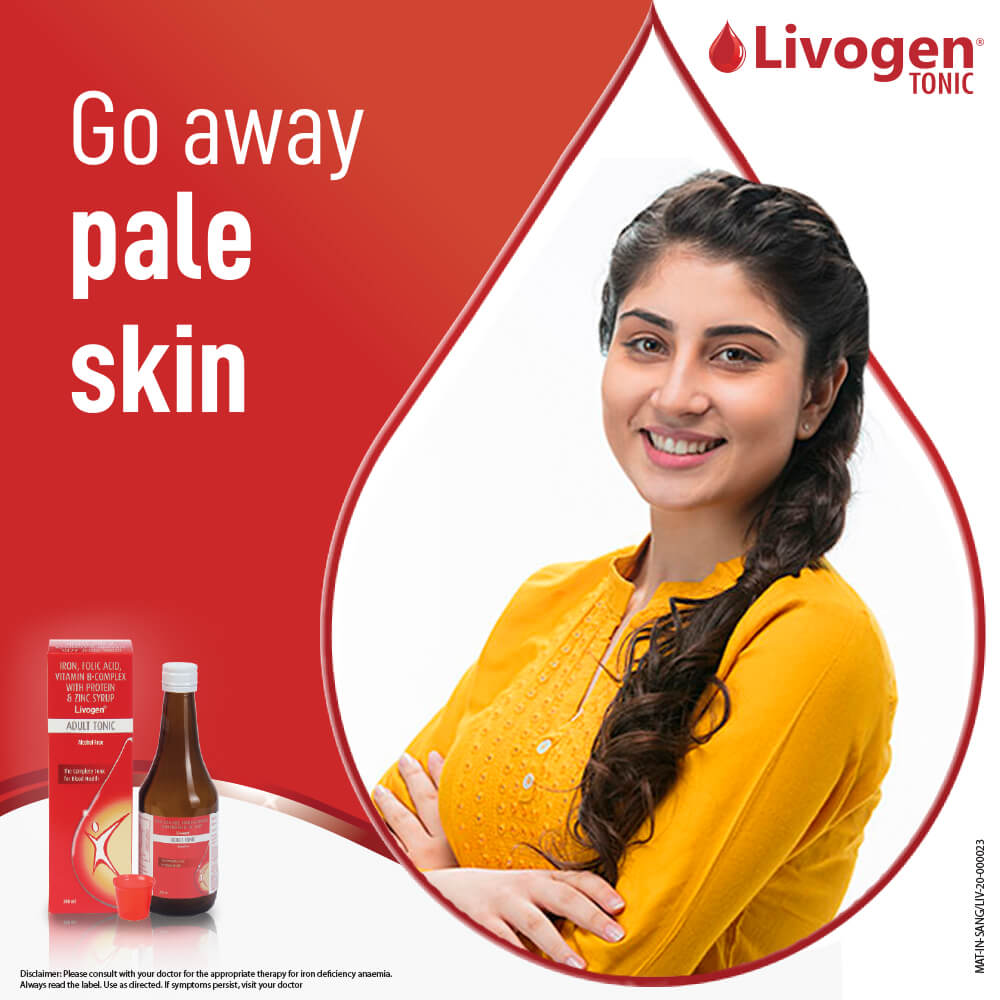 Livogen®
TONIC
Go away
pale
skin
IRON, FOLIC ACID,
VITAMIN B-COMPLEX
WITH PROTEIN
& ZINC SYRUP
Livogen®
ADULT TONIC
Alcohol Free
The Complete Tonic
for Blood Health
Livogen
ADULT TONIC
MAT-IN-SANG/LIV-20-000023
Disclaimer: Please consult with your doctor for the appropriate therapy for iron deficiency anaemia.
Always read the label. Use as directed. If symptoms persist, visit your doctor